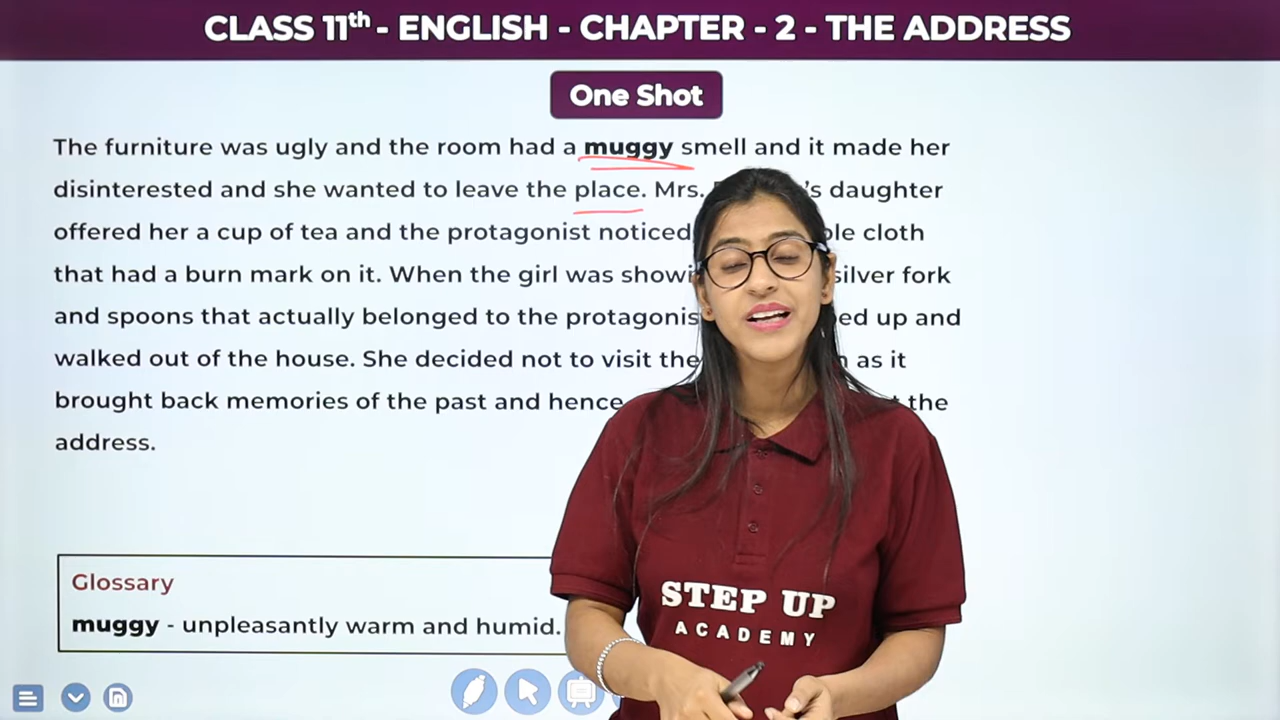 CLASS 11th - ENGLISH - CHAPTER - 2 - THE ADDRESS
One Shot
The furniture was ugly and the room had a muggy smell and it made her
disinterested and she wanted to leave the place. Mrs. 's daughter
offered her a cup of tea and the protagonist noticed cloth
that had a burn mark on it. When the girl was silver fork
and spoons that actually belonged to the up and
walked out of the house. She decided not to visit the as it
brought back memories of the past and hence the
address.
Glossary
muggy - unpleasantly warm and humid.
STEP UP
ACADEMY